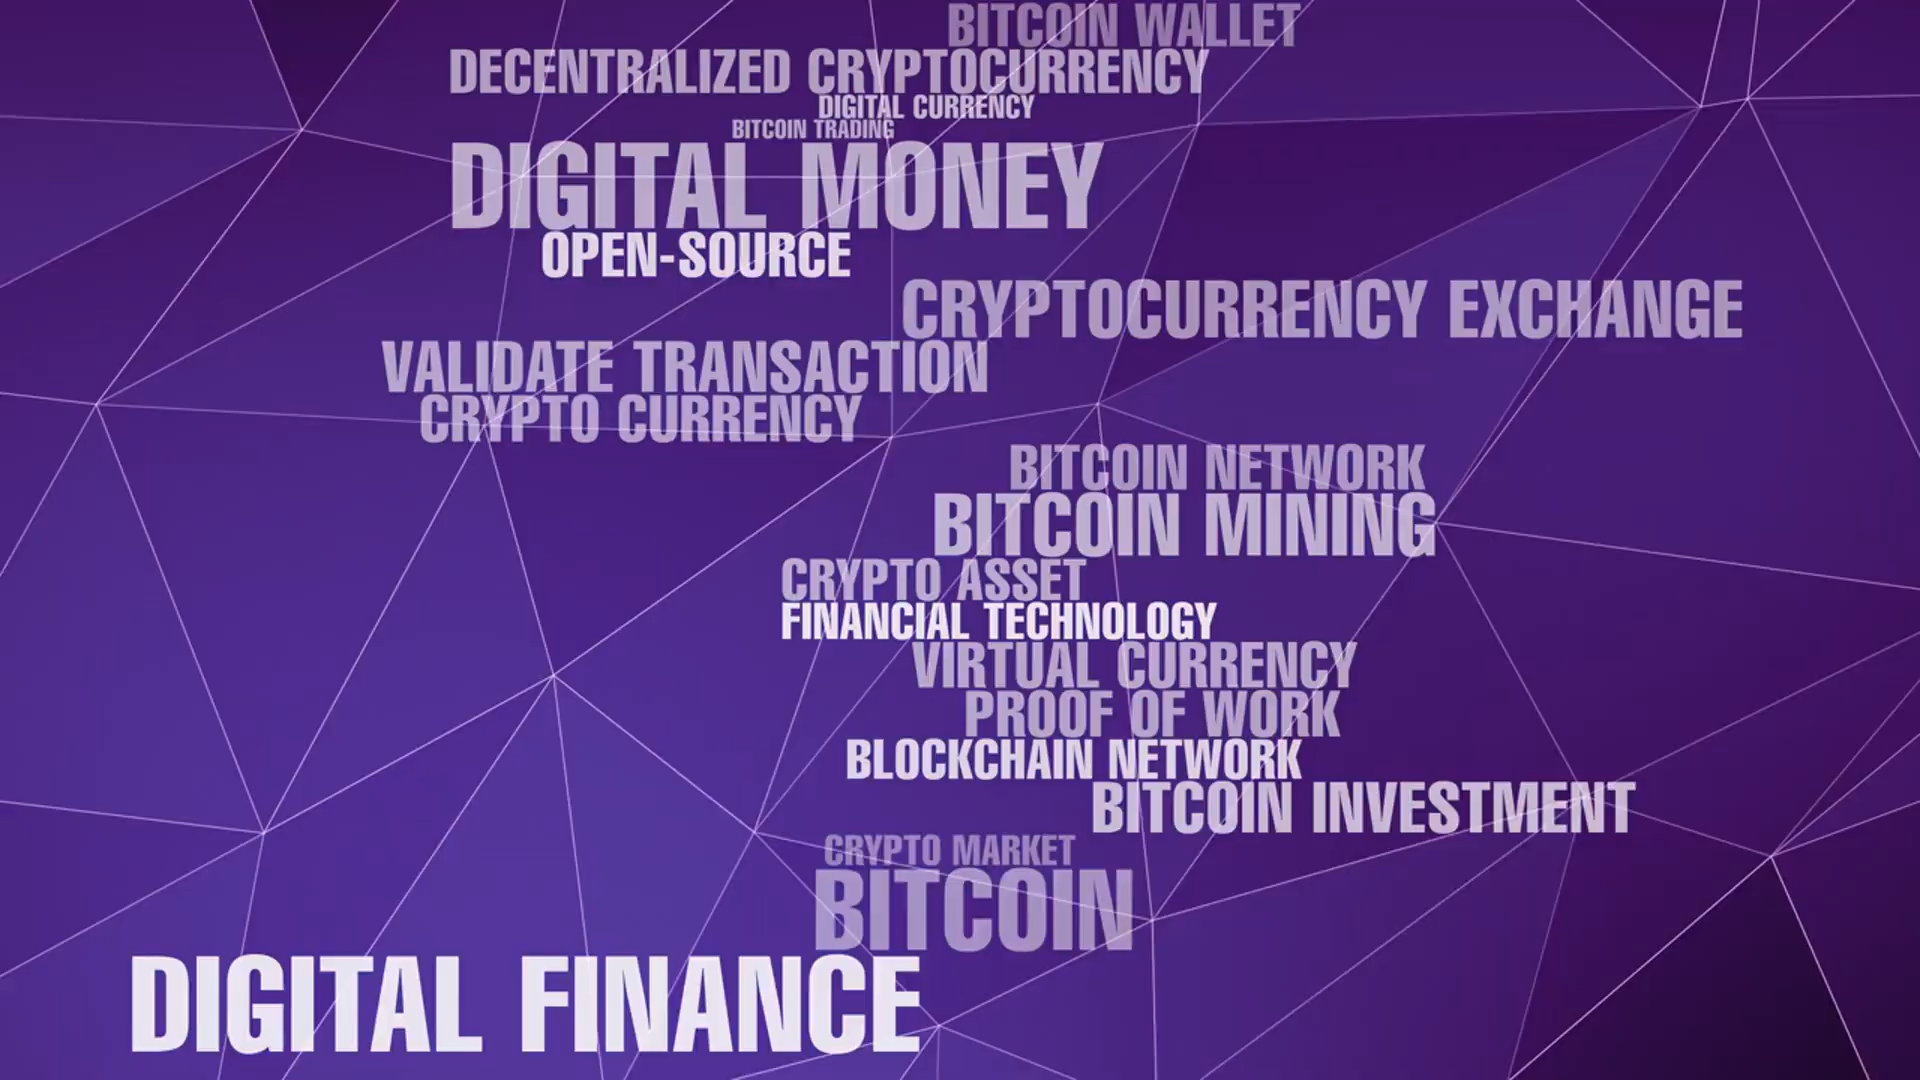 BITCOIN WALLET
DECENTRALIZED CRYPTOCURRENCY
DIGITAL CURRENCY
BITCOIN TRADING
DIGITAL MONEY
OPEN-SOURCE
CRYPTOCURRENCY EXCHANGE
VALIDATE TRANSACTION
CRYPTO CURRENCY
BITCOIN NETWORK
BITCOIN MINING
CRYPTO ASSET
FINANCIAL TECHNOLOGY
VIRTUAL CURRENCY
PROOF OF WORK
BLOCKCHAIN NETWORK
BITCOIN INVESTMENT
CRYPTO MARKET
BITCOIN
DIGITAL FINANCE